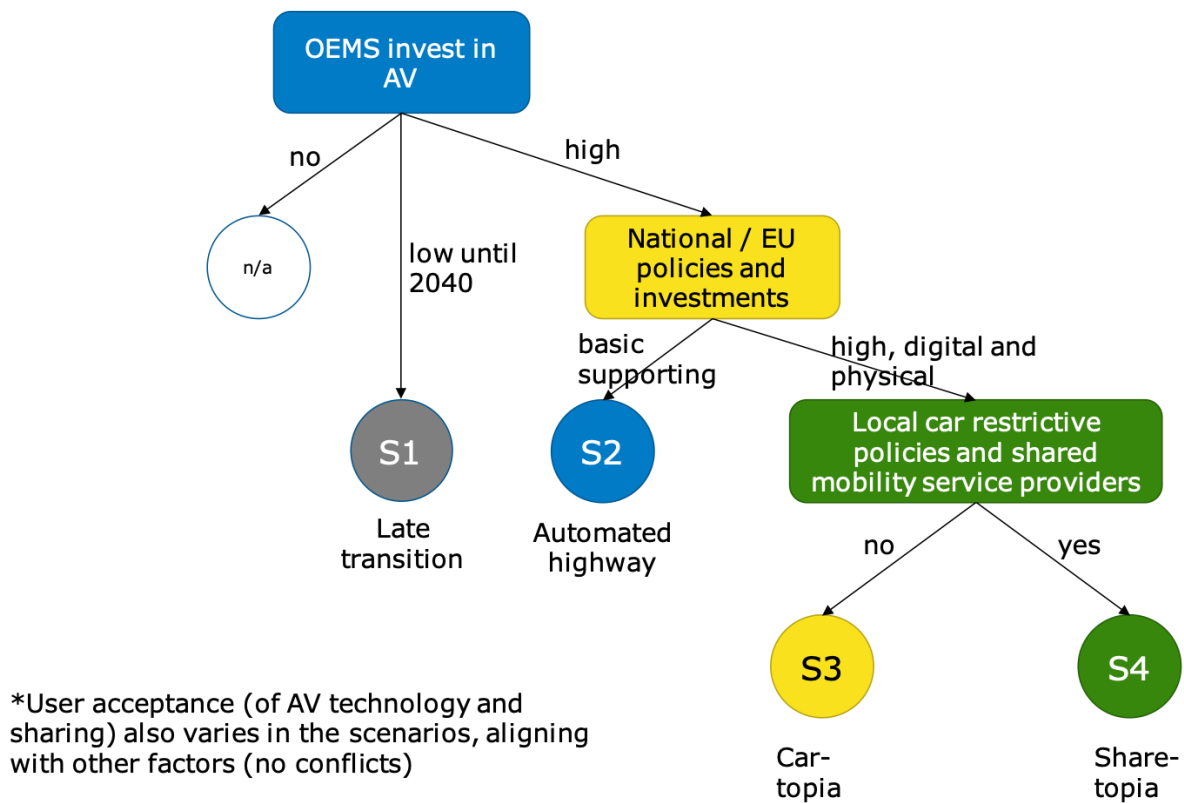 OEMS invest in
AV
no
high
low until
2040
n/a
National / EU
policies and
investments
basic
supporting
high, digital and
physical
S1
S2
Local car restrictive
policies and shared
mobility service providers
Late
transition
Automated
highway
no
yes
S3
S4
*User acceptance (of AV technology and
sharing) also varies in the scenarios, aligning
with other factors (no conflicts)
Car-
topia
Share-
topia